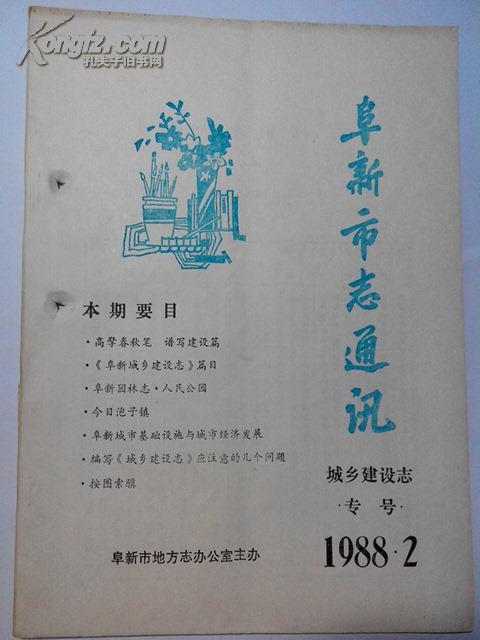 Kongfz.com
孔夫子旧书网
阜新市志通讯
城乡建设志
·专号·
1988·2
本期要目
·高擎春秋笔 谱写建设篇
·《阜新城乡建设志》篇目
·阜新园林志·人民公园
·今日泡子镇
·阜新城市基础设施与城市经济发展
·编写《城乡建设志》应注意的几个问题
·按图索骥
阜新市地方志办公室主办